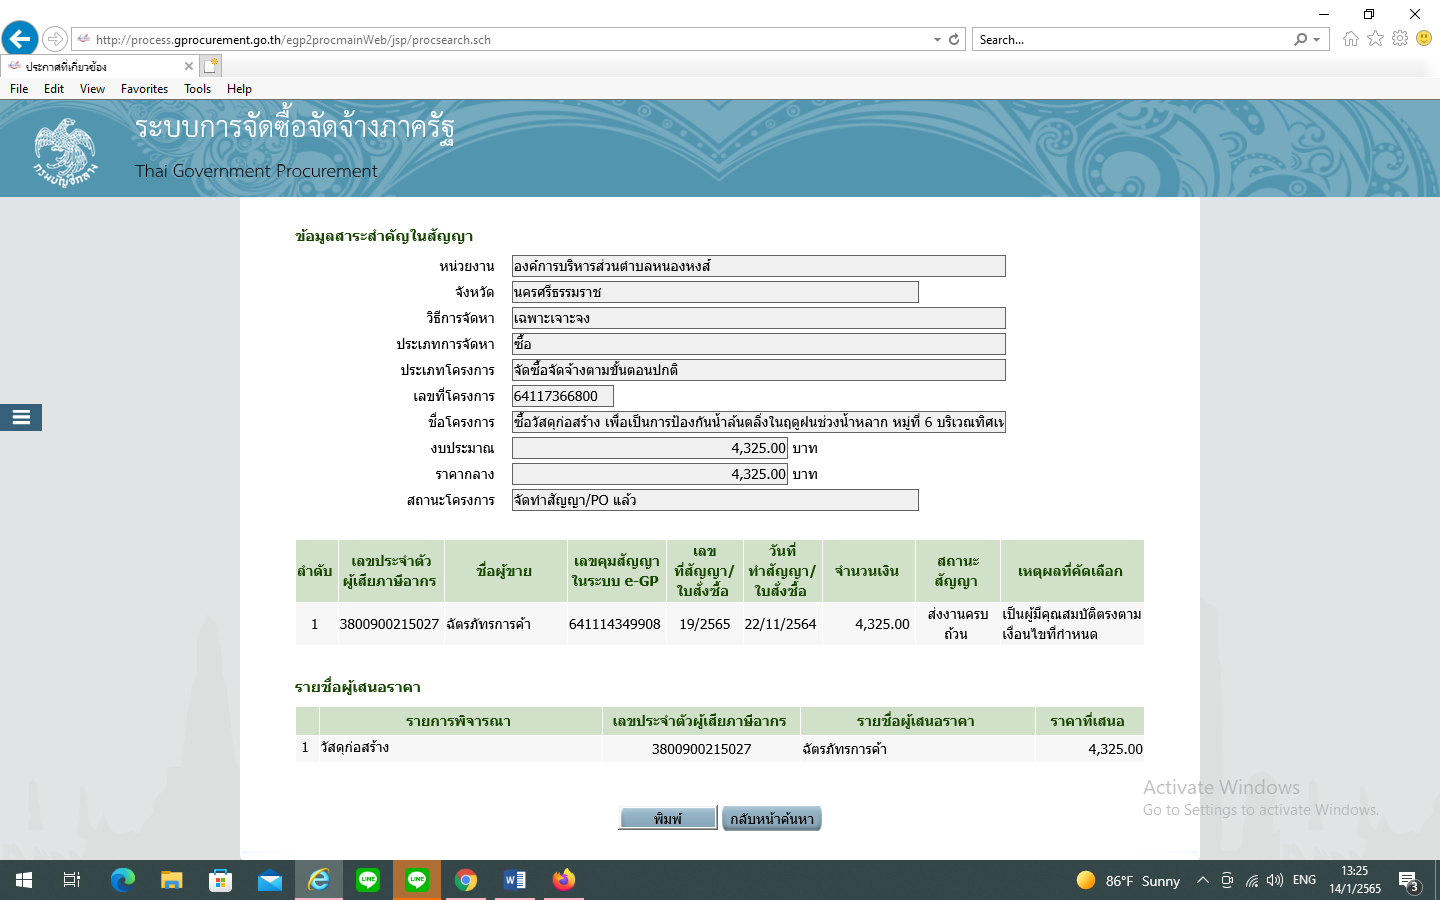 http://process.gprocurement.go.th/egp2procmainWeb/jsp/procsearch.sch
Search...
ประกาศที่เกี่ยวข้อง
File Edit View Favorites Tools Help
ระบบการจัดซื้อจัดจ้างภาครัฐ
Thai Government Procurement
กรมบัญชีกลาง
ข้อมูลสาระสำคัญในสัญญา
หน่วยงาน องค์การบริหารส่วนตำบลหนองหงส์
จังหวัด นครศรีธรรมราช
วิธีการจัดหา เฉพาะเจาะจง
ประเภทการจัดหา ซื้อ
ประเภทโครงการ จัดซื้อจัดจ้างตามขั้นตอนปกติ
เลขที่โครงการ 64117366800
ชื่อโครงการ ซื้อวัสดุก่อสร้าง เพื่อเป็นการป้องกันน้ำล้นตลิ่งในฤดูฝนช่วงน้ำหลาก หมู่ที่ 6 บริเวณทิศเห
งบประมาณ 4,325.00 บาท
ราคากลาง 4,325.00 บาท
สถานะโครงการ จัดทำสัญญา/PO แล้ว
ลำดับ เลขประจำตัวผู้เสียภาษีอากร ชื่อผู้ขาย เลขคุมสัญญาในระบบ e-GP เลขที่สัญญา/ใบสั่งซื้อ วันที่ทำสัญญา/ใบสั่งซื้อ จำนวนเงิน สถานะสัญญา เหตุผลที่คัดเลือก
1 3800900215027 ฉัตรภัทรการค้า 641114349908 19/2565 22/11/2564 4,325.00 ส่งงานครบถ้วน เป็นผู้มีคุณสมบัติตรงตามเงื่อนไขที่กำหนด
รายชื่อผู้เสนอราคา
รายการพิจารณา เลขประจำตัวผู้เสียภาษีอากร รายชื่อผู้เสนอราคา ราคาที่เสนอ
1 วัสดุก่อสร้าง 3800900215027 ฉัตรภัทรการค้า 4,325.00
พิมพ์ กลับหน้าค้นหา
Activate Windows
Go to Settings to activate Windows.
LINE LINE 86°F Sunny ENG 13:25
14/1/2565 3